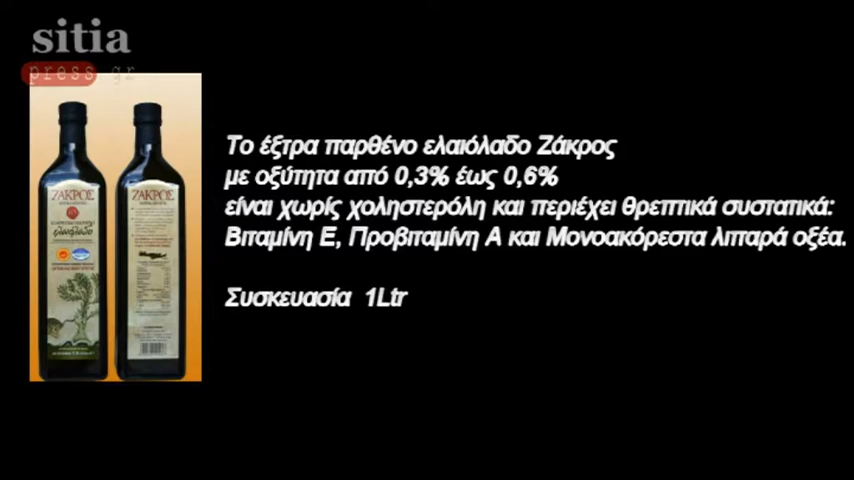 sitia
press.gr
Το έξτρα παρθένο ελαιόλαδο Ζάκρος
με οξύτητα από 0,3% έως 0,6%
είναι χωρίς χοληστερόλη και περιέχει θρεπτικά συστατικά:
Βιταμίνη Ε, Προβιταμίνη Α και Μονοακόρεστα λιπαρά οξέα.
Συσκευασία 1Ltr
ΖΑΚΡΟΣ
ελαιόλαδο
ΖΑΚΡΟΣ